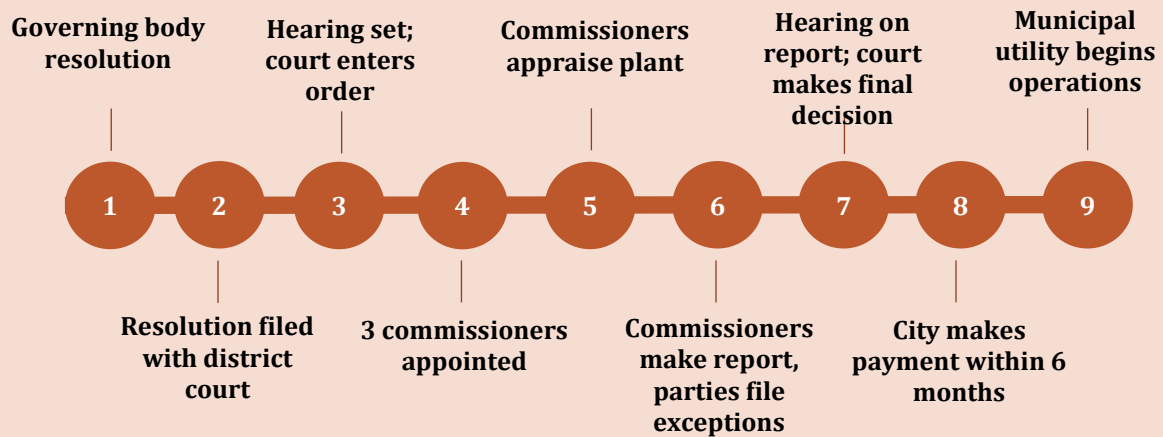 Governing body
resolution
Hearing set;
court enters
order
Commissioners
appraise plant
Hearing on
report; court
makes final
decision
Municipal
utility begins
operations
1
2
3
4
5
6
7
8
9
Resolution filed
with district
court
3 commissioners
appointed
Commissioners
make report,
parties file
exceptions
City makes
payment within 6
months